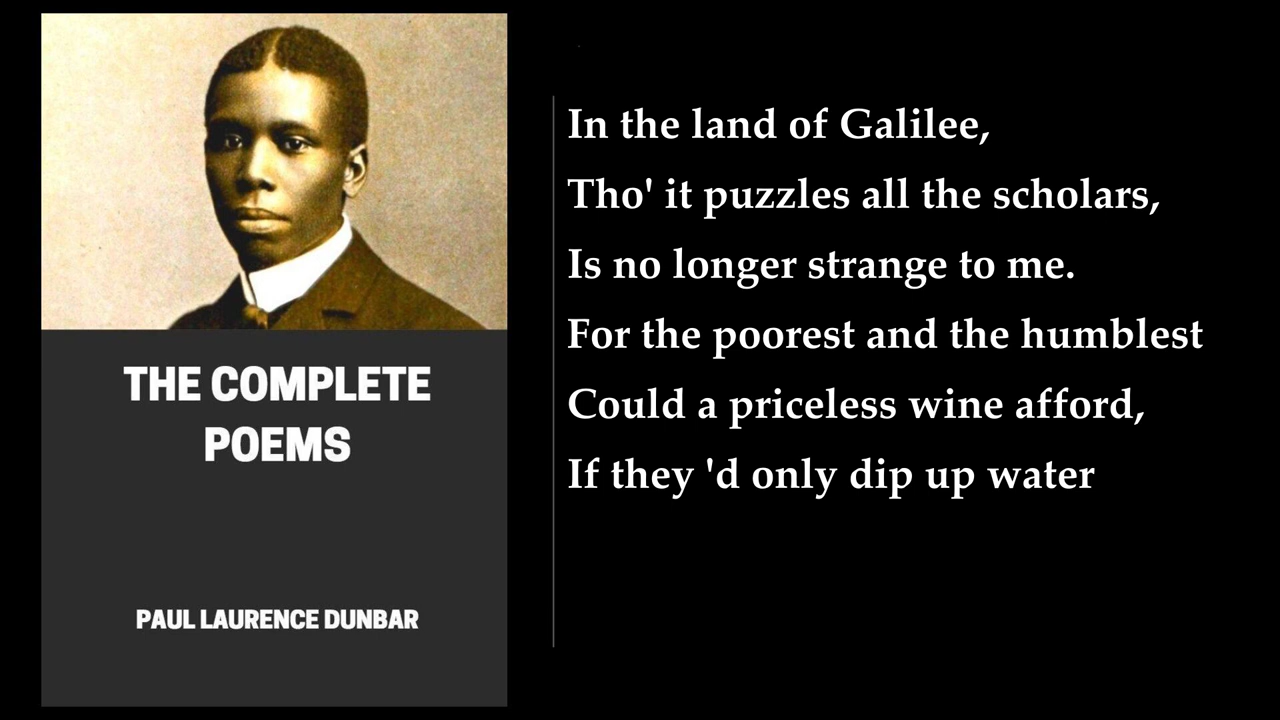 THE COMPLETE
POEMS
PAUL LAURENCE DUNBAR
In the land of Galilee,
Tho' it puzzles all the scholars,
Is no longer strange to me.
For the poorest and the humblest
Could a priceless wine afford,
If they 'd only dip up water